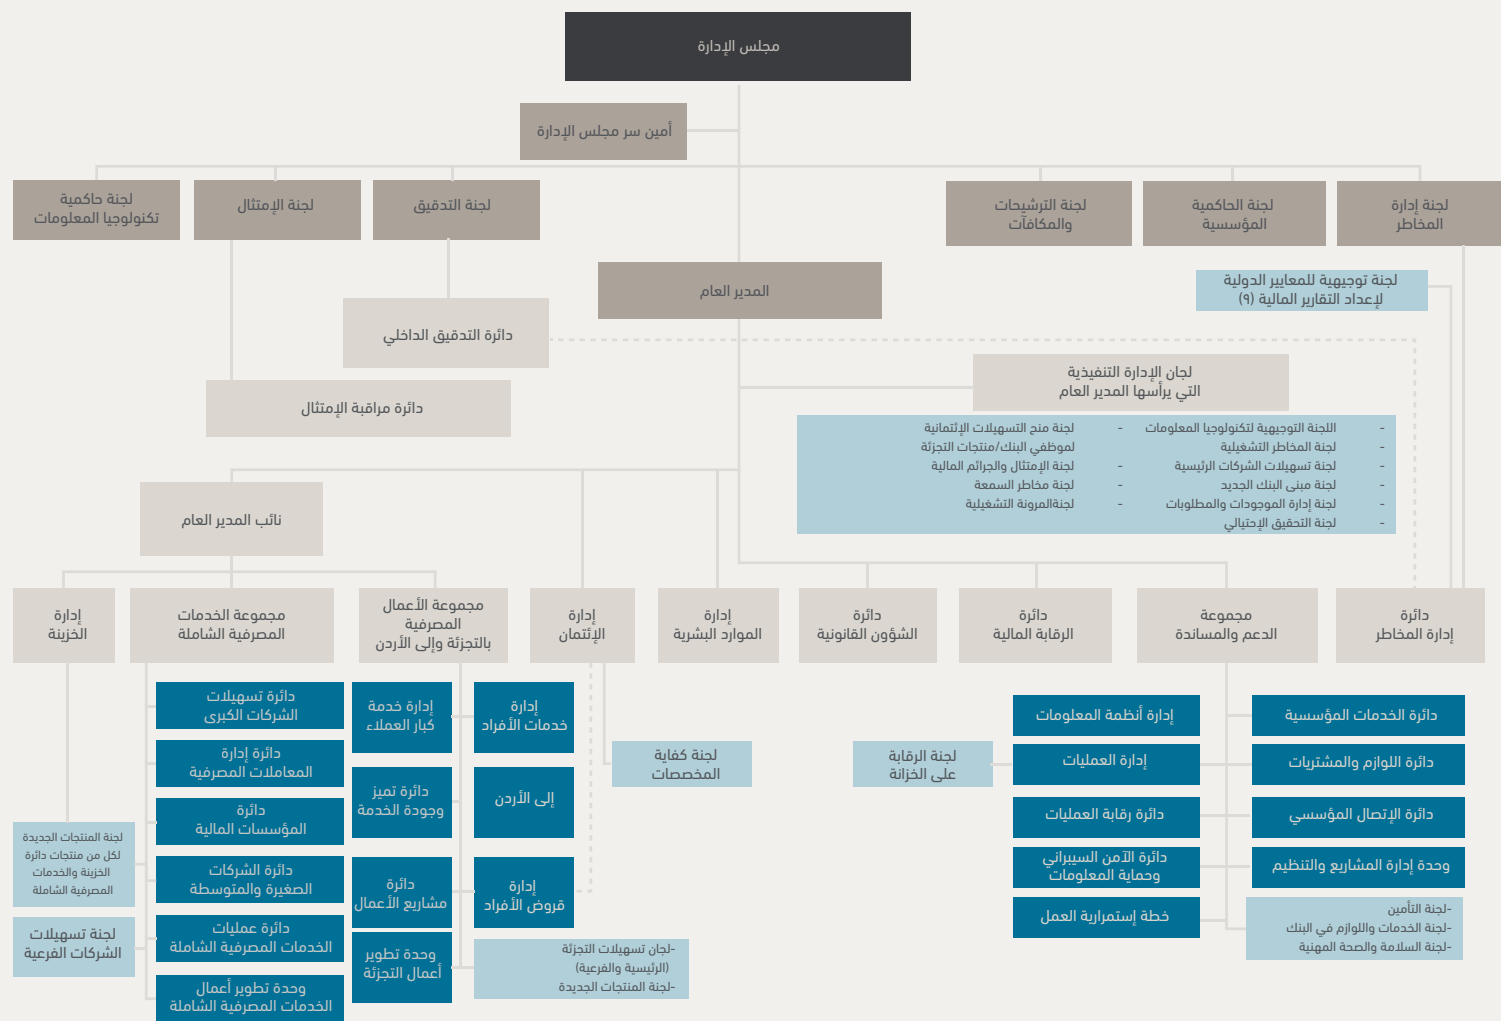 مجلس الإدارة
أمين سر مجلس الإدارة
لجنة إدارة
المخاطر
لجنة الحاكمية
المؤسسية
لجنة الترشيحات
والمكافآت
لجنة التدقيق
لجنة الإمتثال
لجنة حاكمية
تكنولوجيا المعلومات
المدير العام
لجنة توجيهية للمعايير الدولية
لإعداد التقارير المالية (٩)
دائرة التدقيق الداخلي
دائرة مراقبة الإمتثال
لجان الإدارة التنفيذية
التي يرأسها المدير العام
- اللجنة التوجيهية لتكنولوجيا المعلومات
- لجنة المخاطر التشغيلية
- لجنة تسهيلات الشركات الرئيسية
- لجنة مبنى البنك الجديد
- لجنة إدارة الموجودات والمطلوبات
- لجنة التحقيق الإحتيالي
- لجنة منح التسهيلات الإئتمانية
لموظفي البنك/منتجات التجزئة
- لجنة الإمتثال والجرائم المالية
- لجنة مخاطر السمعة
- لجنةالمرونة التشغيلية
نائب المدير العام
دائرة
إدارة المخاطر
مجموعة
الدعم والمساندة
دائرة
الرقابة المالية
دائرة
الشؤون القانونية
إدارة
الموارد البشرية
إدارة
الإئتمان
مجموعة الأعمال
المصرفية
بالتجزئة وإلى الأردن
مجموعة الخدمات
المصرفية الشاملة
إدارة
الخزينة
دائرة الخدمات المؤسسية
دائرة اللوازم والمشتريات
دائرة الإتصال المؤسسي
وحدة إدارة المشاريع والتنظيم
-لجنة التأمين
-لجنة الخدمات واللوازم في البنك
-لجنة السلامة والصحة المهنية
إدارة أنظمة المعلومات
إدارة العمليات
دائرة رقابة العمليات
دائرة الآمن السيبراني
وحماية المعلومات
خطة إستمرارية العمل
لجنة الرقابة
على الخزانة
لجنة كفاية
المخصصات
إدارة
خدمات الأفراد
إلى الأردن
إدارة
قروض الأفراد
-لجان تسهيلات التجزئة
(الرئيسية والفرعية)
-لجنة المنتجات الجديدة
إدارة خدمة
كبار العملاء
دائرة تميز
وجودة الخدمة
دائرة
مشاريع الأعمال
وحدة تطوير
أعمال التجزئة
دائرة تسهيلات
الشركات الكبرى
دائرة إدارة
المعاملات المصرفية
دائرة
المؤسسات المالية
دائرة الشركات
الصغيرة والمتوسطة
دائرة عمليات
الخدمات المصرفية الشاملة
وحدة تطوير أعمال
الخدمات المصرفية الشاملة
لجنة المنتجات الجديدة
لكل من منتجات دائرة
الخزينة والخدمات
المصرفية الشاملة
لجنة تسهيلات
الشركات الفرعية